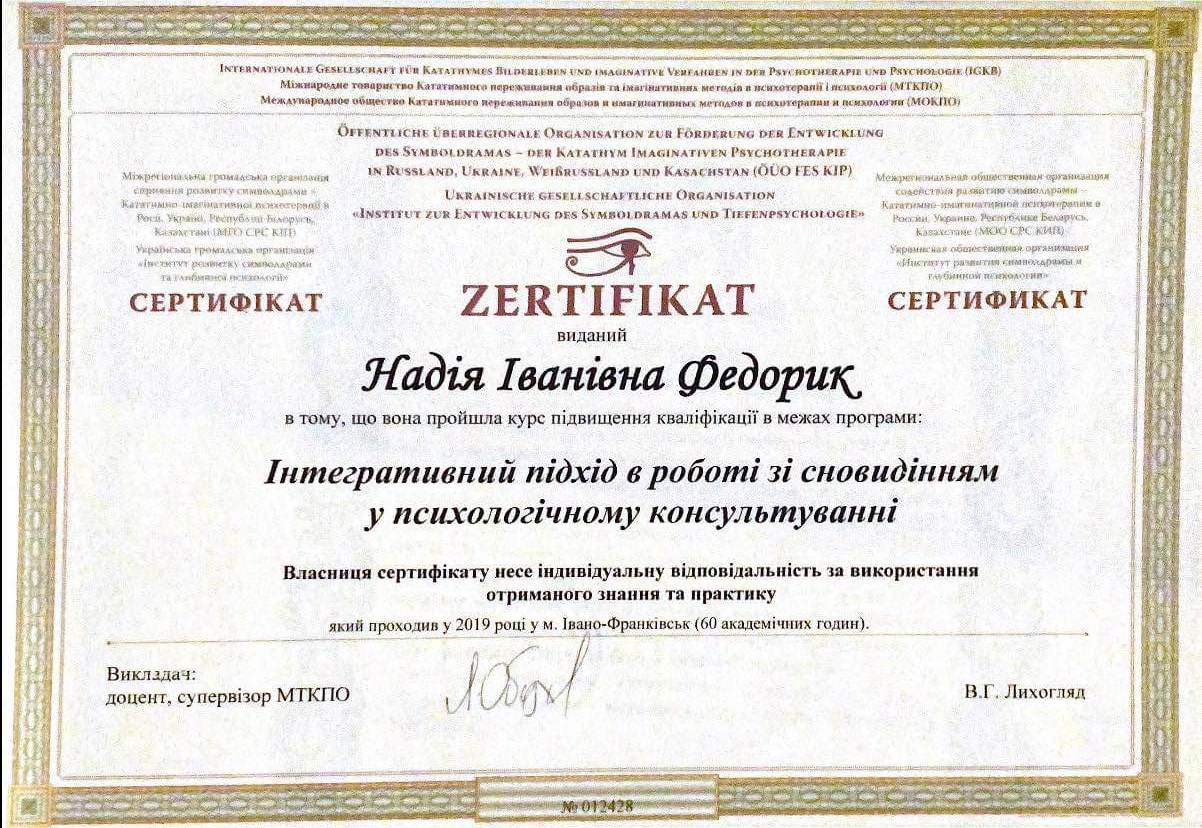 Internationale Gesellschaft für Katathymes Bilderleben und imaginative Verfahren in der Psychotherapie und Psychologie (IGKB)
Міжнародне товариство Кататимного переживання образів та імагінативних методів в психотерапії і психології (МТКПО)
Международное общество Кататимного переживания образов и имагинативных методов в психотерапии и психологии (МОКПО)
Öffentliche überregionale Organisation zur Förderung der Entwicklung
des Symboldramas – der Katathym Imaginativen Psychotherapie
in Russland, Ukraine, Weißrussland und Kasachstan (ÖÜO FES KIP)
Ukrainische gesellschaftliche Organisation
«Institut zur Entwicklung des Symboldramas und Tiefenpsychologie»
Міжрегіональна громадська організація
сприяння розвитку символдрами –
Кататимно-імагінативної психотерапії в
Росії, Україні, Республіці Білорусь,
Казахстані (МГО СРС КІП)
Українська громадська організація
«Інститут розвитку символдрами
та глибинної психології»
СЕРТИФІКАТ
Межрегиональная общественная организация
содействия развитию символдрамы –
Кататимно-имагинативной психотерапии в
России, Украине, Республике Беларусь,
Казахстане (МОО СРС КИП)
Украинская общественная организация
«Институт развития символдрамы и
глубинной психологии»
СЕРТИФИКАТ
ZERTIFIKAT
виданий
Надія Іванівна Федорик
в тому, що вона пройшла курс підвищення кваліфікації в межах програми:
Інтегративний підхід в роботі зі сновидінням
у психологічному консультуванні
Власниця сертифікату несе індивідуальну відповідальність за використання
отриманого знання та практику
який проходив у 2019 році у м. Івано-Франківськ (60 академічних годин).
Викладач:
доцент, супервізор МТКПО
В.Г. Лихогляд
№ 012428